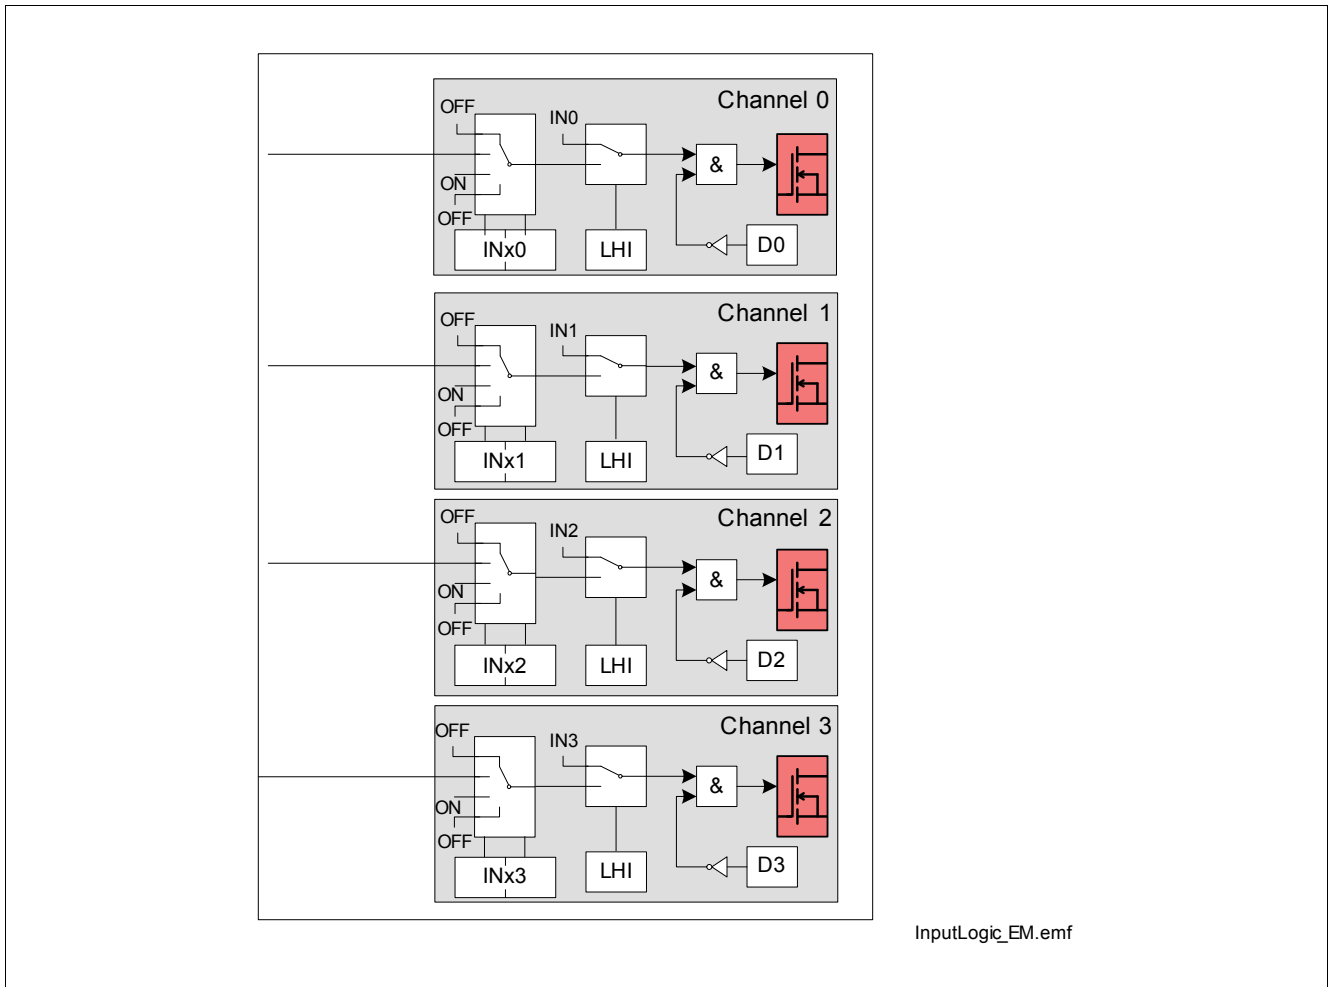 Channel 0
OFF
IN0
&
ON
OFF
INx0
LHI
D0
Channel 1
OFF
IN1
&
ON
OFF
INx1
LHI
D1
Channel 2
OFF
IN2
&
ON
OFF
INx2
LHI
D2
Channel 3
OFF
IN3
&
ON
OFF
INx3
LHI
D3
InputLogic_EM.emf